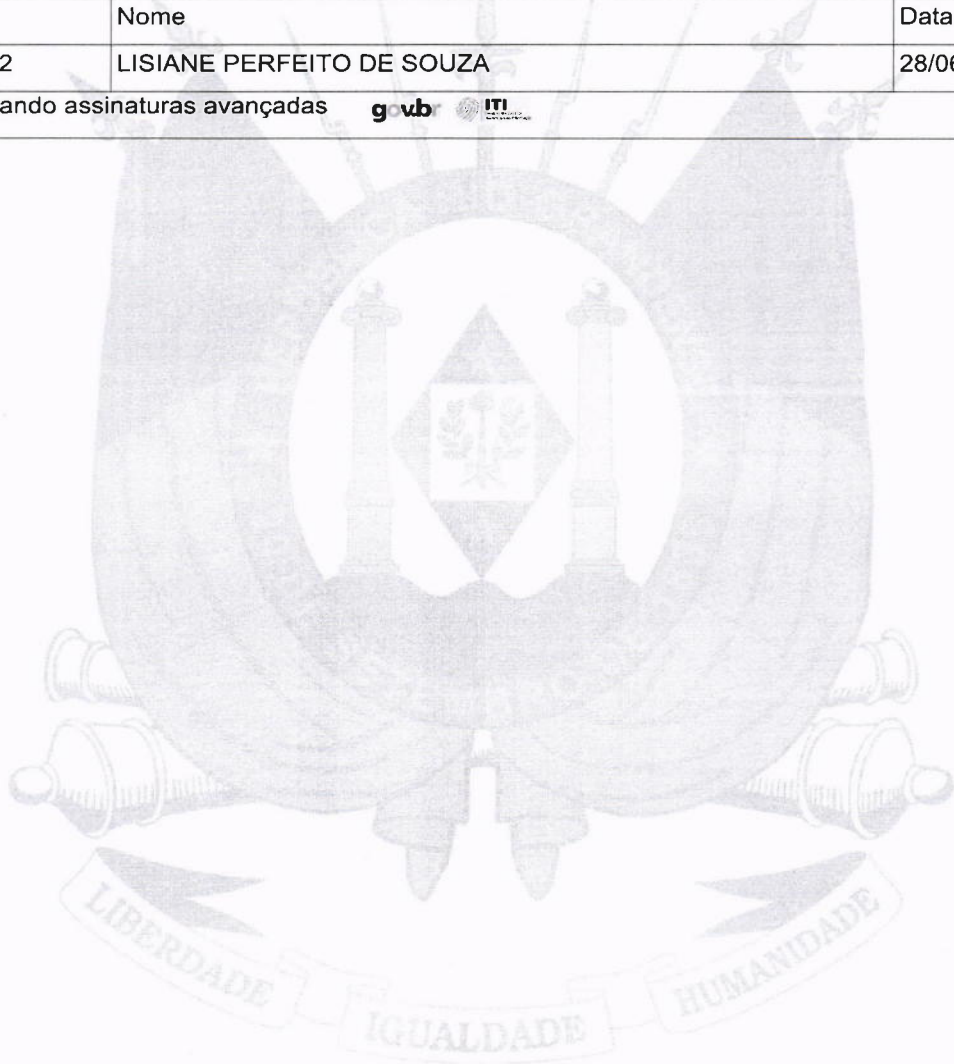 Nome Data
2 LISIANE PERFEITO DE SOUZA 28/06
ando assinaturas avançadas gov.br ITI
LIBERDADE
IGUALDADE
HUMANIDADE